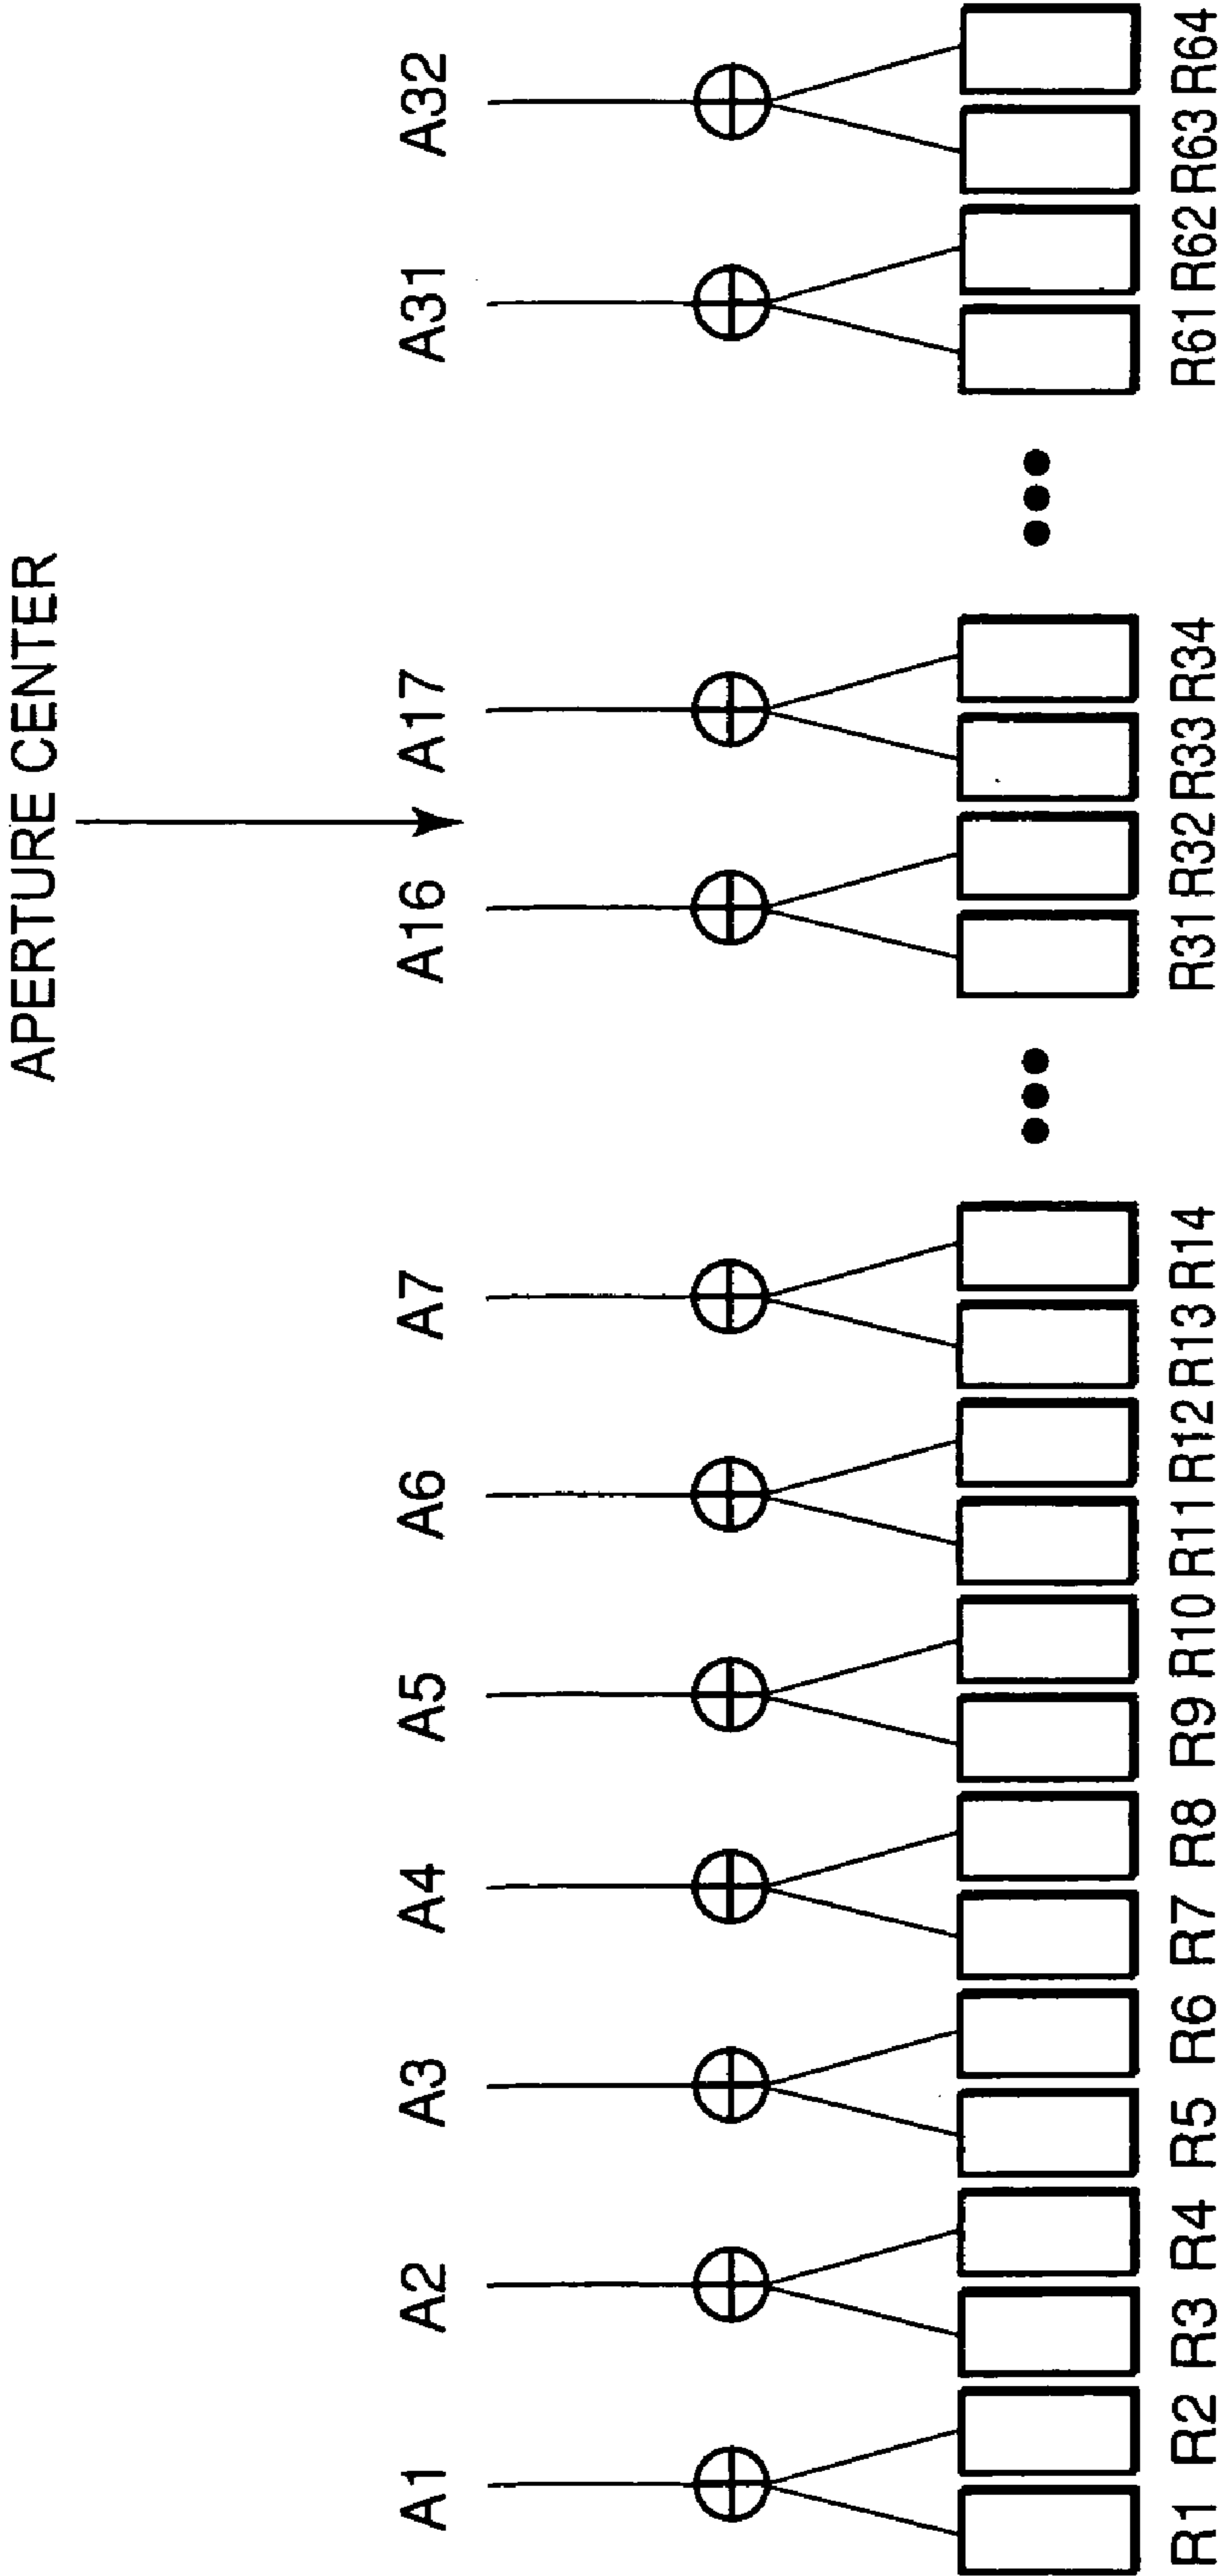 APERTURE CENTER
A1 A2 A3 A4 A5 A6 A7 A16 A17 A31 A32
R1 R2 R3 R4 R5 R6 R7 R8 R9 R10 R11 R12 R13 R14 R31 R32 R33 R34 R61 R62 R63 R64